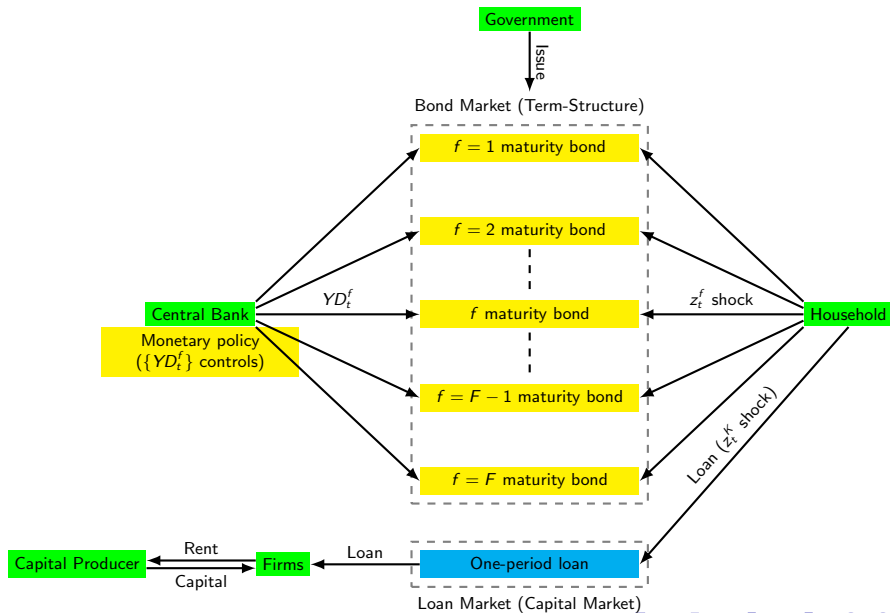 Government
Issue
Bond Market (Term-Structure)
f = 1 maturity bond
f = 2 maturity bond
YD_t^f
z_t^f shock
Central Bank
f maturity bond
Household
Monetary policy
({YD_t^f} controls)
f = F − 1 maturity bond
Loan (z_t^K shock)
f = F maturity bond
Rent
Loan
Capital Producer
Firms
One-period loan
Capital
Loan Market (Capital Market)